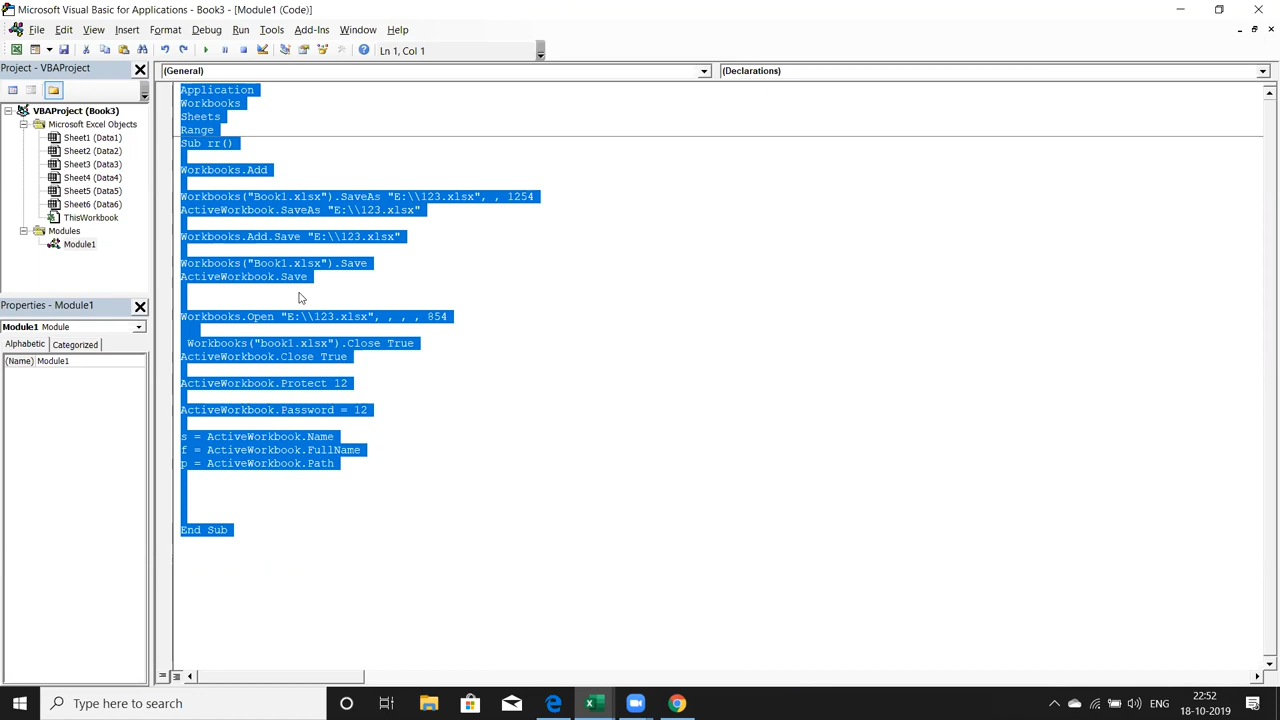 Microsoft Visual Basic for Applications - Book3 - [Module1 (Code)]
File Edit View Insert Format Debug Run Tools Add-Ins Window Help
Ln 1, Col 1
Project - VBAProject
(General)
(Declarations)
VBAProject (Book3)
Microsoft Excel Objects
Sheet1 (Data1)
Sheet2 (Data2)
Sheet3 (Data3)
Sheet4 (Data4)
Sheet5 (Data5)
Sheet6 (Data6)
ThisWorkbook
Modules
Module1
Properties - Module1
Module1 Module
Alphabetic Categorized
(Name) Module1
Application
Workbooks
Sheets
Range
Sub rr()
Workbooks.Add
Workbooks("Book1.xlsx").SaveAs "E:\\123.xlsx", , 1254
ActiveWorkbook.SaveAs "E:\\123.xlsx"
Workbooks.Add.Save "E:\\123.xlsx"
Workbooks("Book1.xlsx").Save
ActiveWorkbook.Save
Workbooks.Open "E:\\123.xlsx", , , , 854
Workbooks("book1.xlsx").Close True
ActiveWorkbook.Close True
ActiveWorkbook.Protect 12
ActiveWorkbook.Password = 12
s = ActiveWorkbook.Name
f = ActiveWorkbook.FullName
p = ActiveWorkbook.Path
End Sub
Type here to search
ENG
22:52
18-10-2019